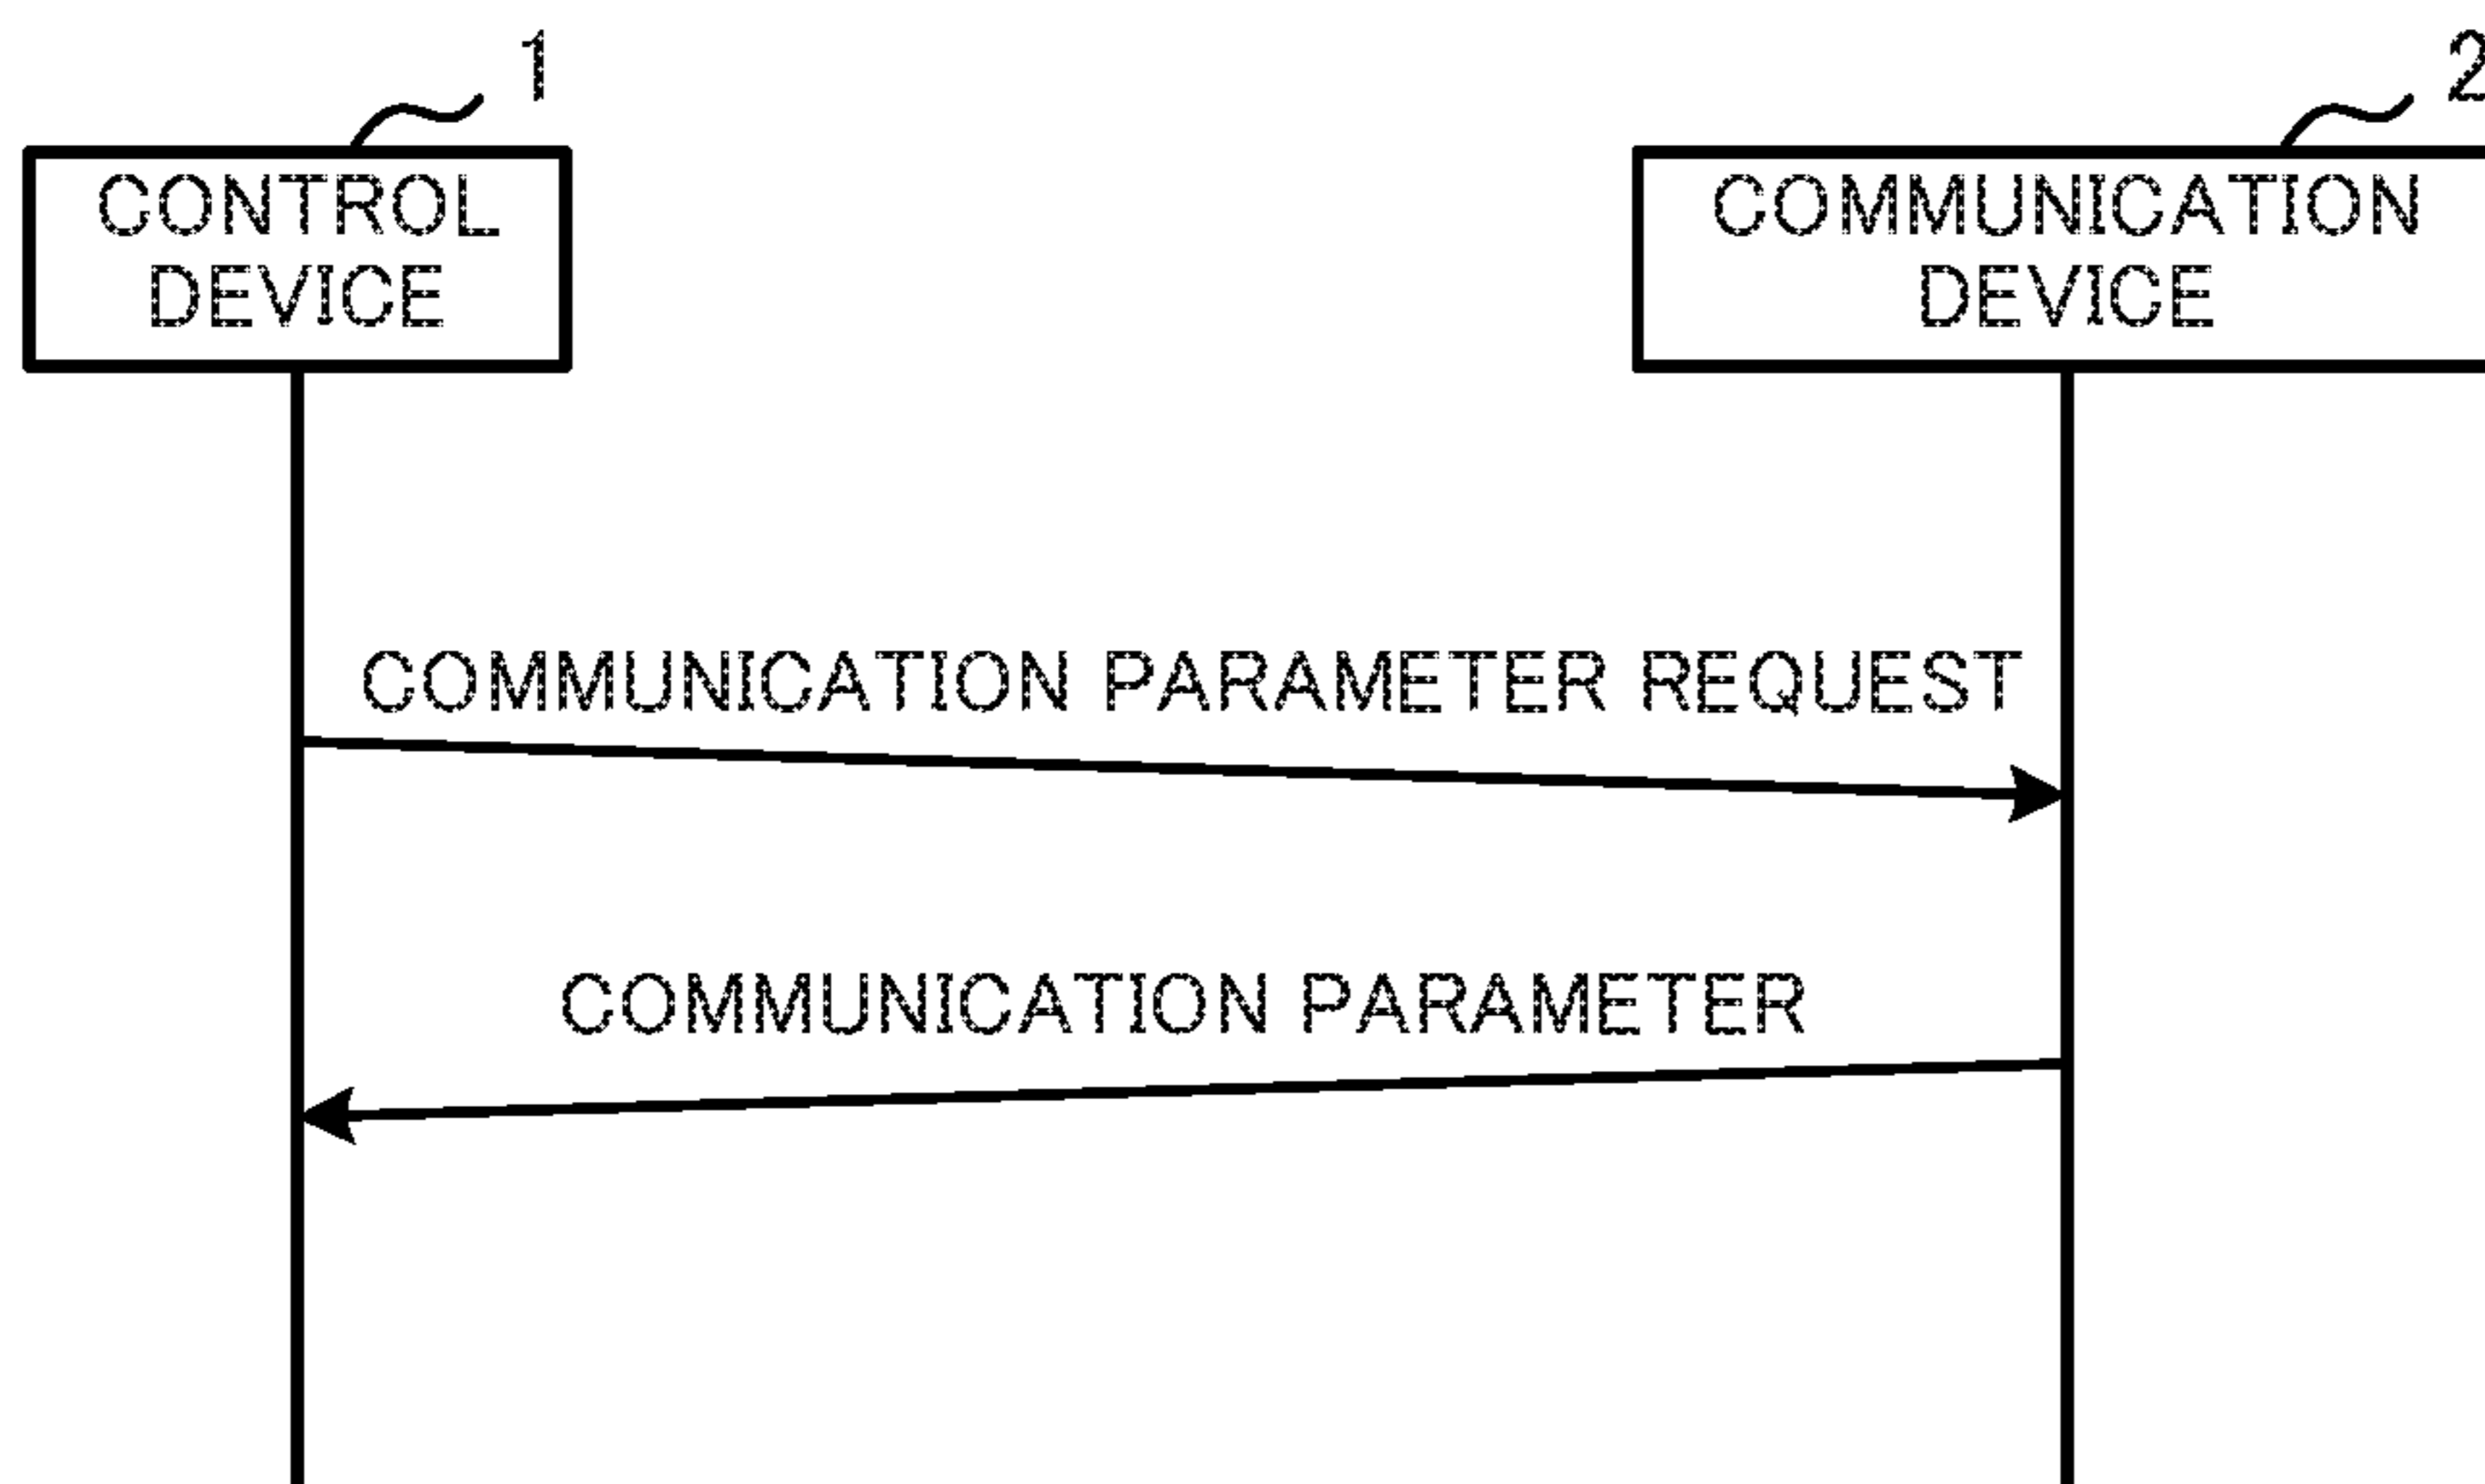 1
2
CONTROL
DEVICE
COMMUNICATION
DEVICE
COMMUNICATION PARAMETER REQUEST
COMMUNICATION PARAMETER